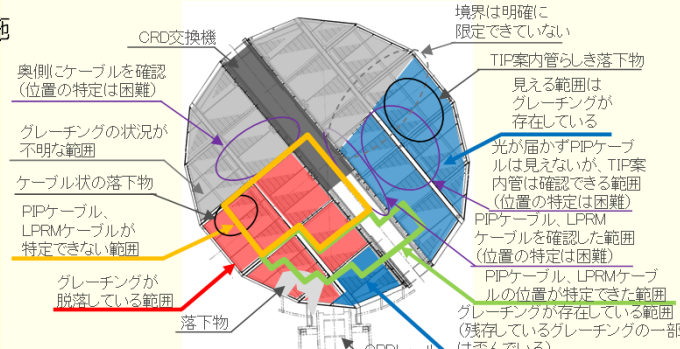 境界は明確に
限定できていない
CRD交換機
TIP案内管らしき落下物
奥側にケーブルを確認
(位置の特定は困難)
見える範囲は
グレーチングが
存在している
グレーチングの状況が
不明な範囲
光が届かずPIPケーブ
ルは見えないが、TIP案
内管は確認できる範囲
(位置の特定は困難)
ケーブル状の落下物
PIPケーブル、
LPRMケーブルが
特定できない範囲
PIPケーブル、LPRM
ケーブルを確認した範囲
(位置の特定は困難)
グレーチングが
脱落している範囲
PIPケーブル、LPRMケーブ
ルの位置が特定できた範囲
落下物
グレーチングが存在している範囲
(残存しているグレーチングの一部
は歪んでいる)